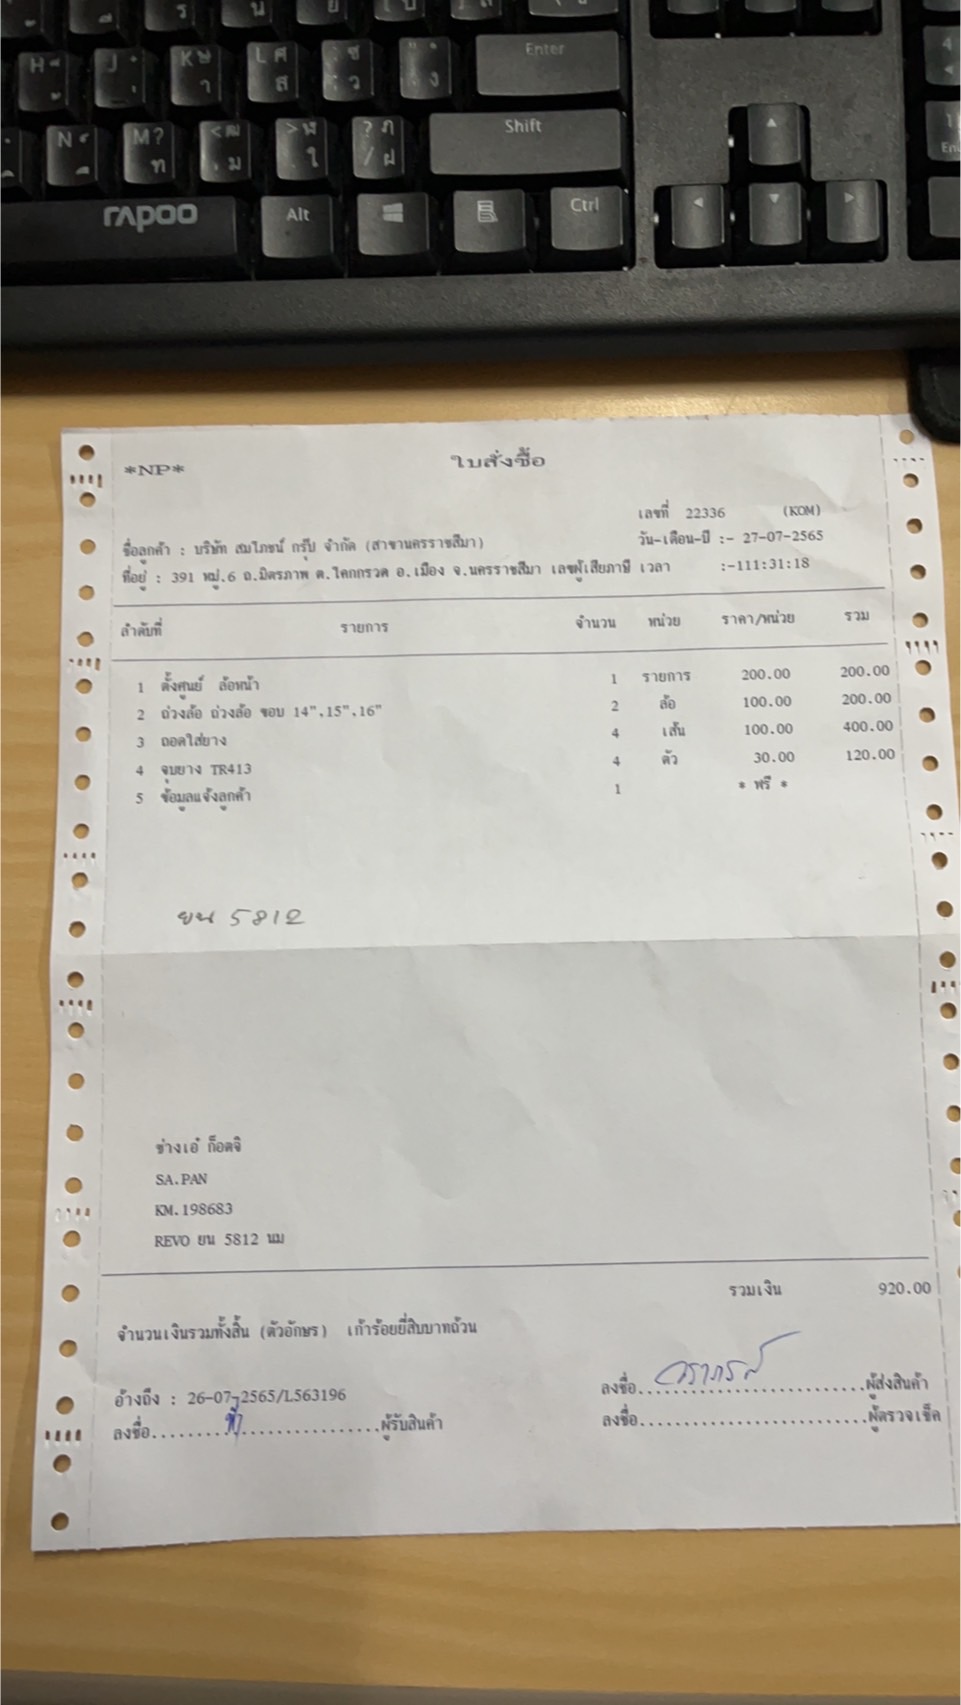 Enter
Shift
rapoo
Alt
Ctrl
*NP*
ใบสั่งซื้อ
เลขที่ 22336 (KOM)
ชื่อลูกค้า : บริษัท สมโภชน์ กรุ๊ป จำกัด (สาขานครราชสีมา) วัน-เดือน-ปี :- 27-07-2565
ที่อยู่ : 391 หมู่.6 ถ.มิตรภาพ ต.โคกกรวด อ.เมือง จ.นครราชสีมา เลขผู้เสียภาษี เวลา :-111:31:18
ลำดับที่ รายการ จำนวน หน่วย ราคา/หน่วย รวม
1 ตั้งศูนย์ ล้อหน้า 1 รายการ 200.00 200.00
2 ถ่วงล้อ ถ่วงล้อ ขอบ 14",15",16" 2 ล้อ 100.00 200.00
3 ถอดใส่ยาง 4 เส้น 100.00 400.00
4 จุบยาง TR413 4 ตัว 30.00 120.00
5 ข้อมูลแจ้งลูกค้า 1 * ฟรี *
ยน 5812
ช่างเอ๋ ก็อตจิ
SA.PAN
KM.198683
REVO ยน 5812 นม
รวมเงิน 920.00
จำนวนเงินรวมทั้งสิ้น (ตัวอักษร) เก้าร้อยยี่สิบบาทถ้วน
อ้างถึง : 26-07-2565/L563196
ลงชื่อ..........................ผู้ส่งสินค้า
ลงชื่อ..........................ผู้รับสินค้า
ลงชื่อ..........................ผู้ตรวจเช็ค